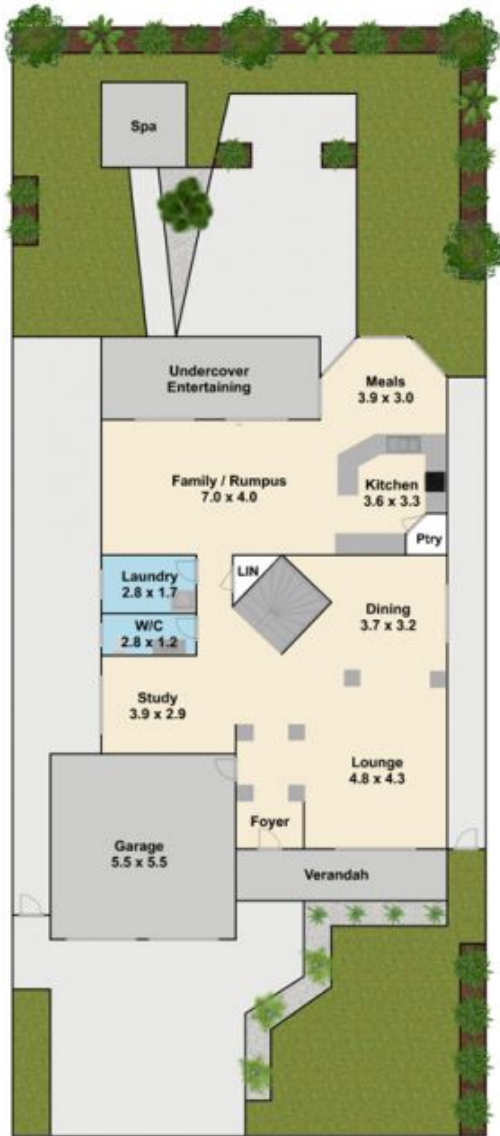 Spa
Undercover
Entertaining
Meals
3.9 x 3.0
Family / Rumpus
7.0 x 4.0
Kitchen
3.6 x 3.3
Ptry
Laundry
2.8 x 1.7
LIN
W/C
2.8 x 1.2
Dining
3.7 x 3.2
Study
3.9 x 2.9
Lounge
4.8 x 4.3
Foyer
Garage
5.5 x 5.5
Verandah